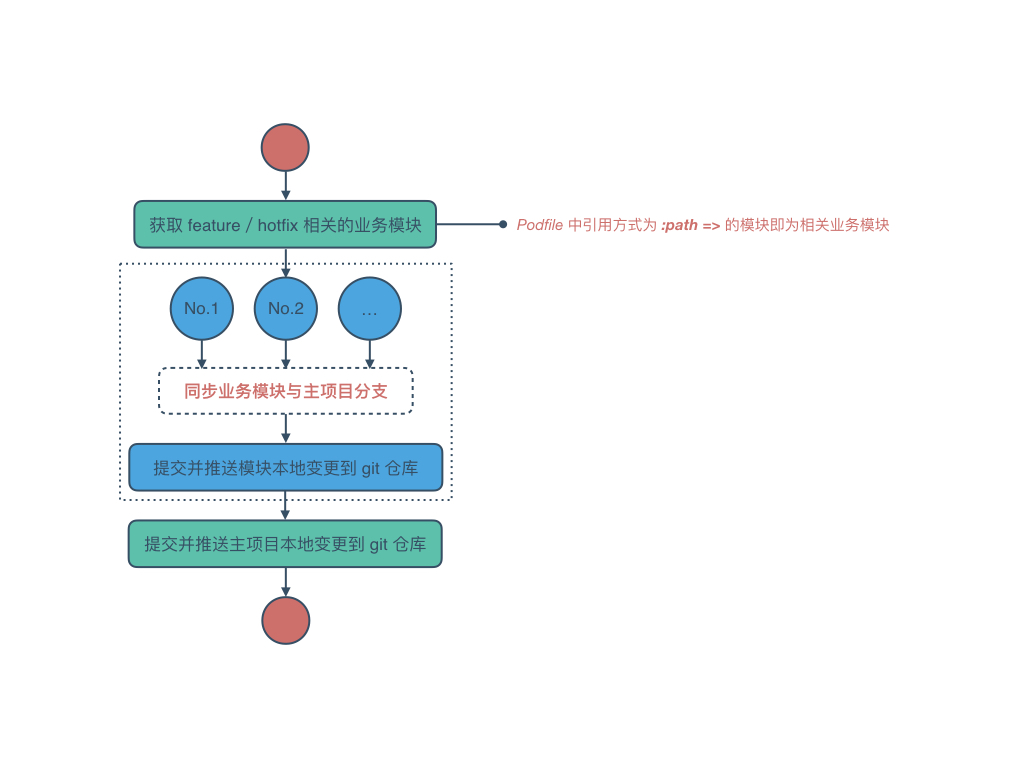 获取 feature / hotfix 相关的业务模块
Podfile 中引用方式为 :path => 的模块即为相关业务模块
No.1
No.2
...
同步业务模块与主项目分支
提交并推送模块本地变更到 git 仓库
提交并推送主项目本地变更到 git 仓库